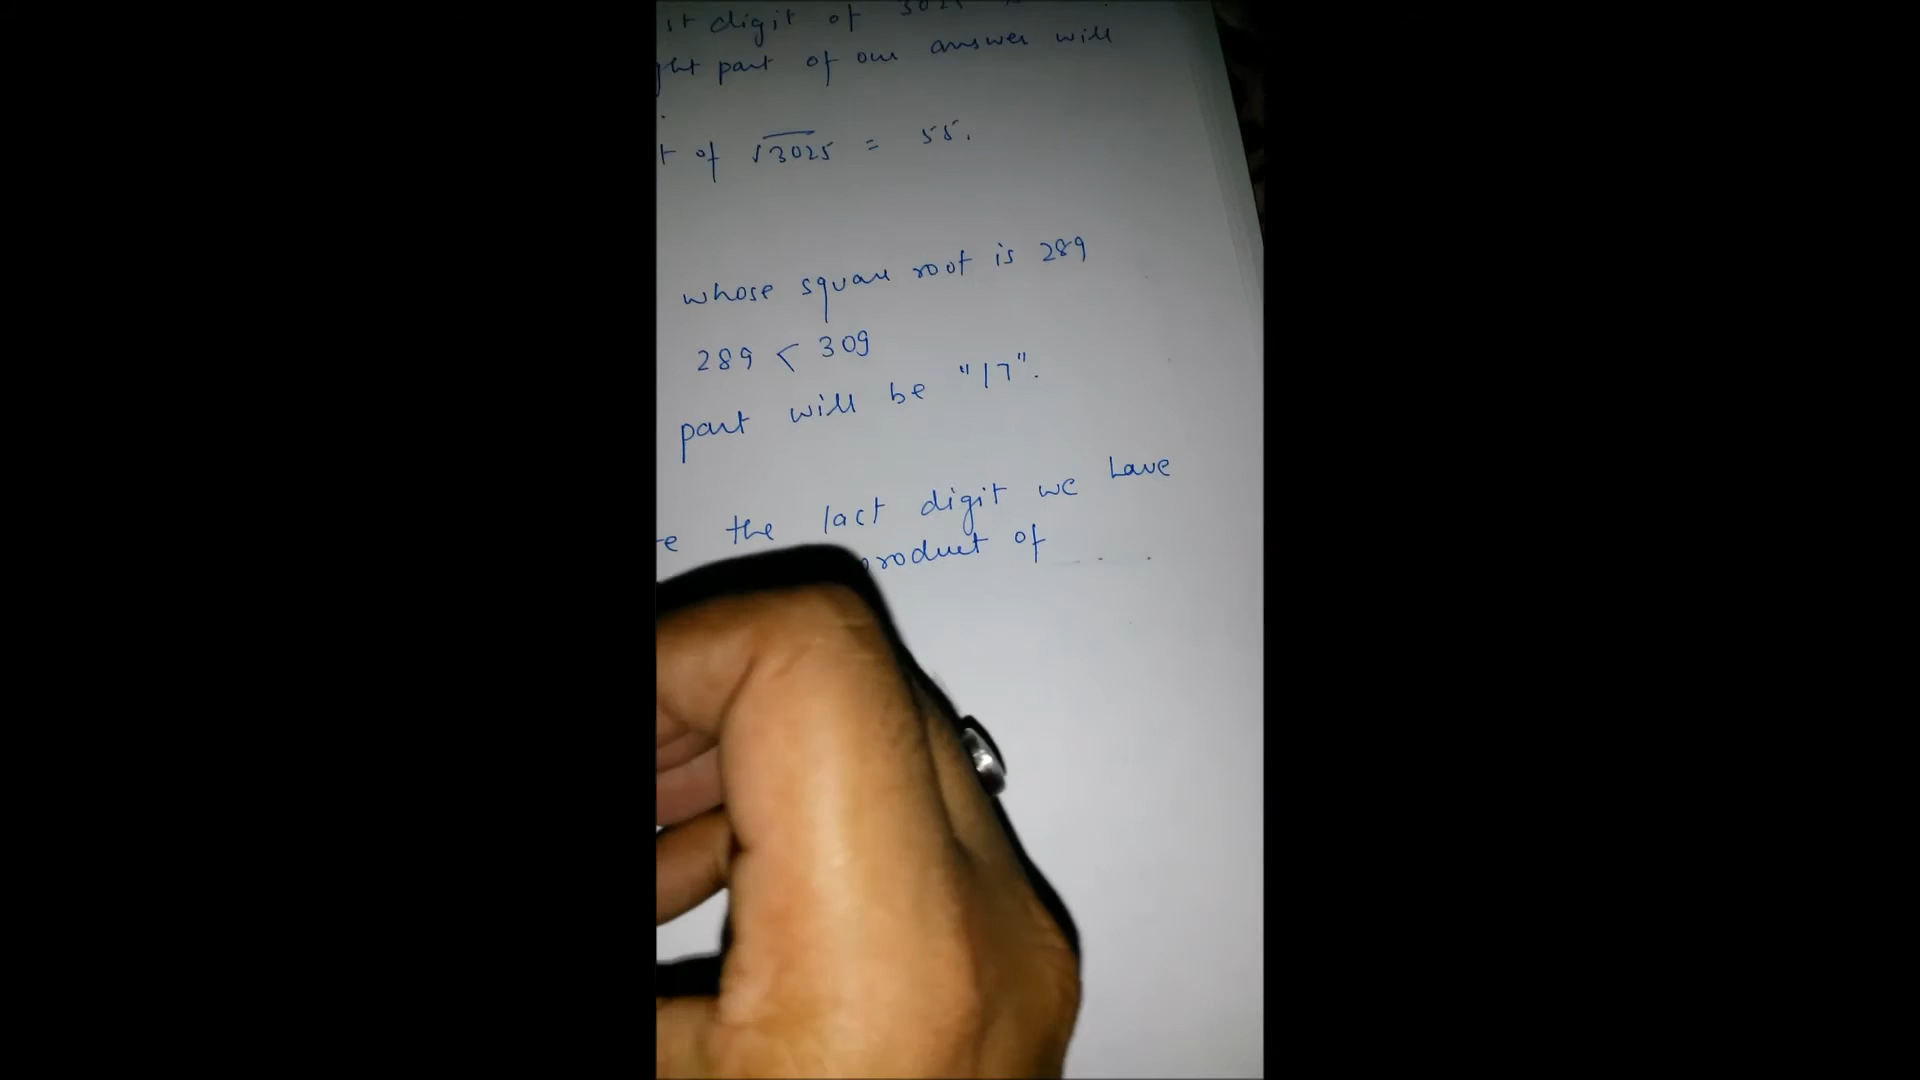 digit of
part of our answer will
of √3025 = 55.
whose square root is 289
289 < 309
part will be "17".
the last digit we have
product of